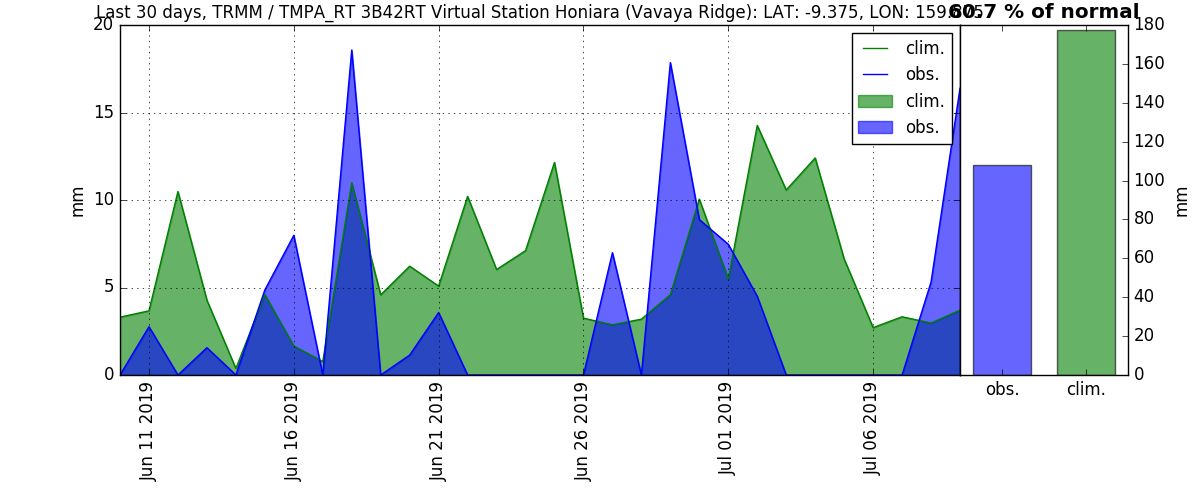 Last 30 days, TRMM / TMPA_RT 3B42RT Virtual Station Honiara (Vavaya Ridge): LAT: -9.375, LON: 159.875
60.7 % of normal
20
15
10
5
0
mm
clim.
obs.
clim.
obs.
180
160
140
120
100
80
60
40
20
0
mm
Jun 11 2019
Jun 16 2019
Jun 21 2019
Jun 26 2019
Jul 01 2019
Jul 06 2019
obs.
clim.